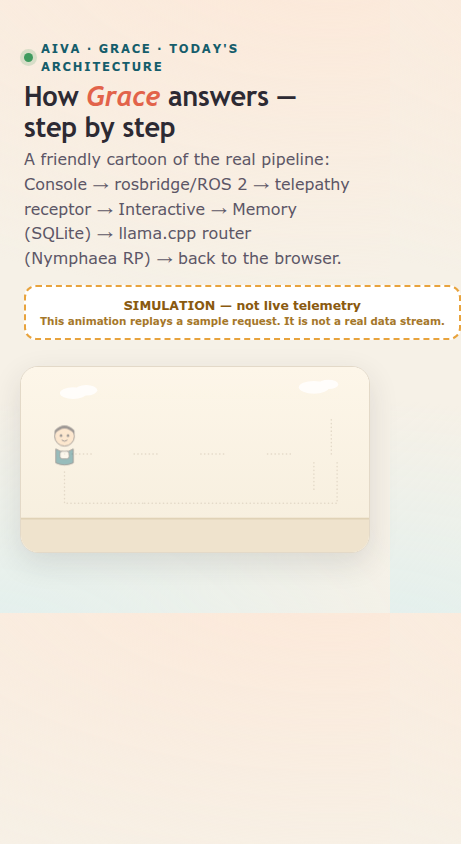 AIVA · GRACE · TODAY'S
ARCHITECTURE
How Grace answers —
step by step
A friendly cartoon of the real pipeline:
Console → rosbridge/ROS 2 → telepathy
receptor → Interactive → Memory
(SQLite) → llama.cpp router
(Nymphaea RP) → back to the browser.
SIMULATION — not live telemetry
This animation replays a sample request. It is not a real data stream.